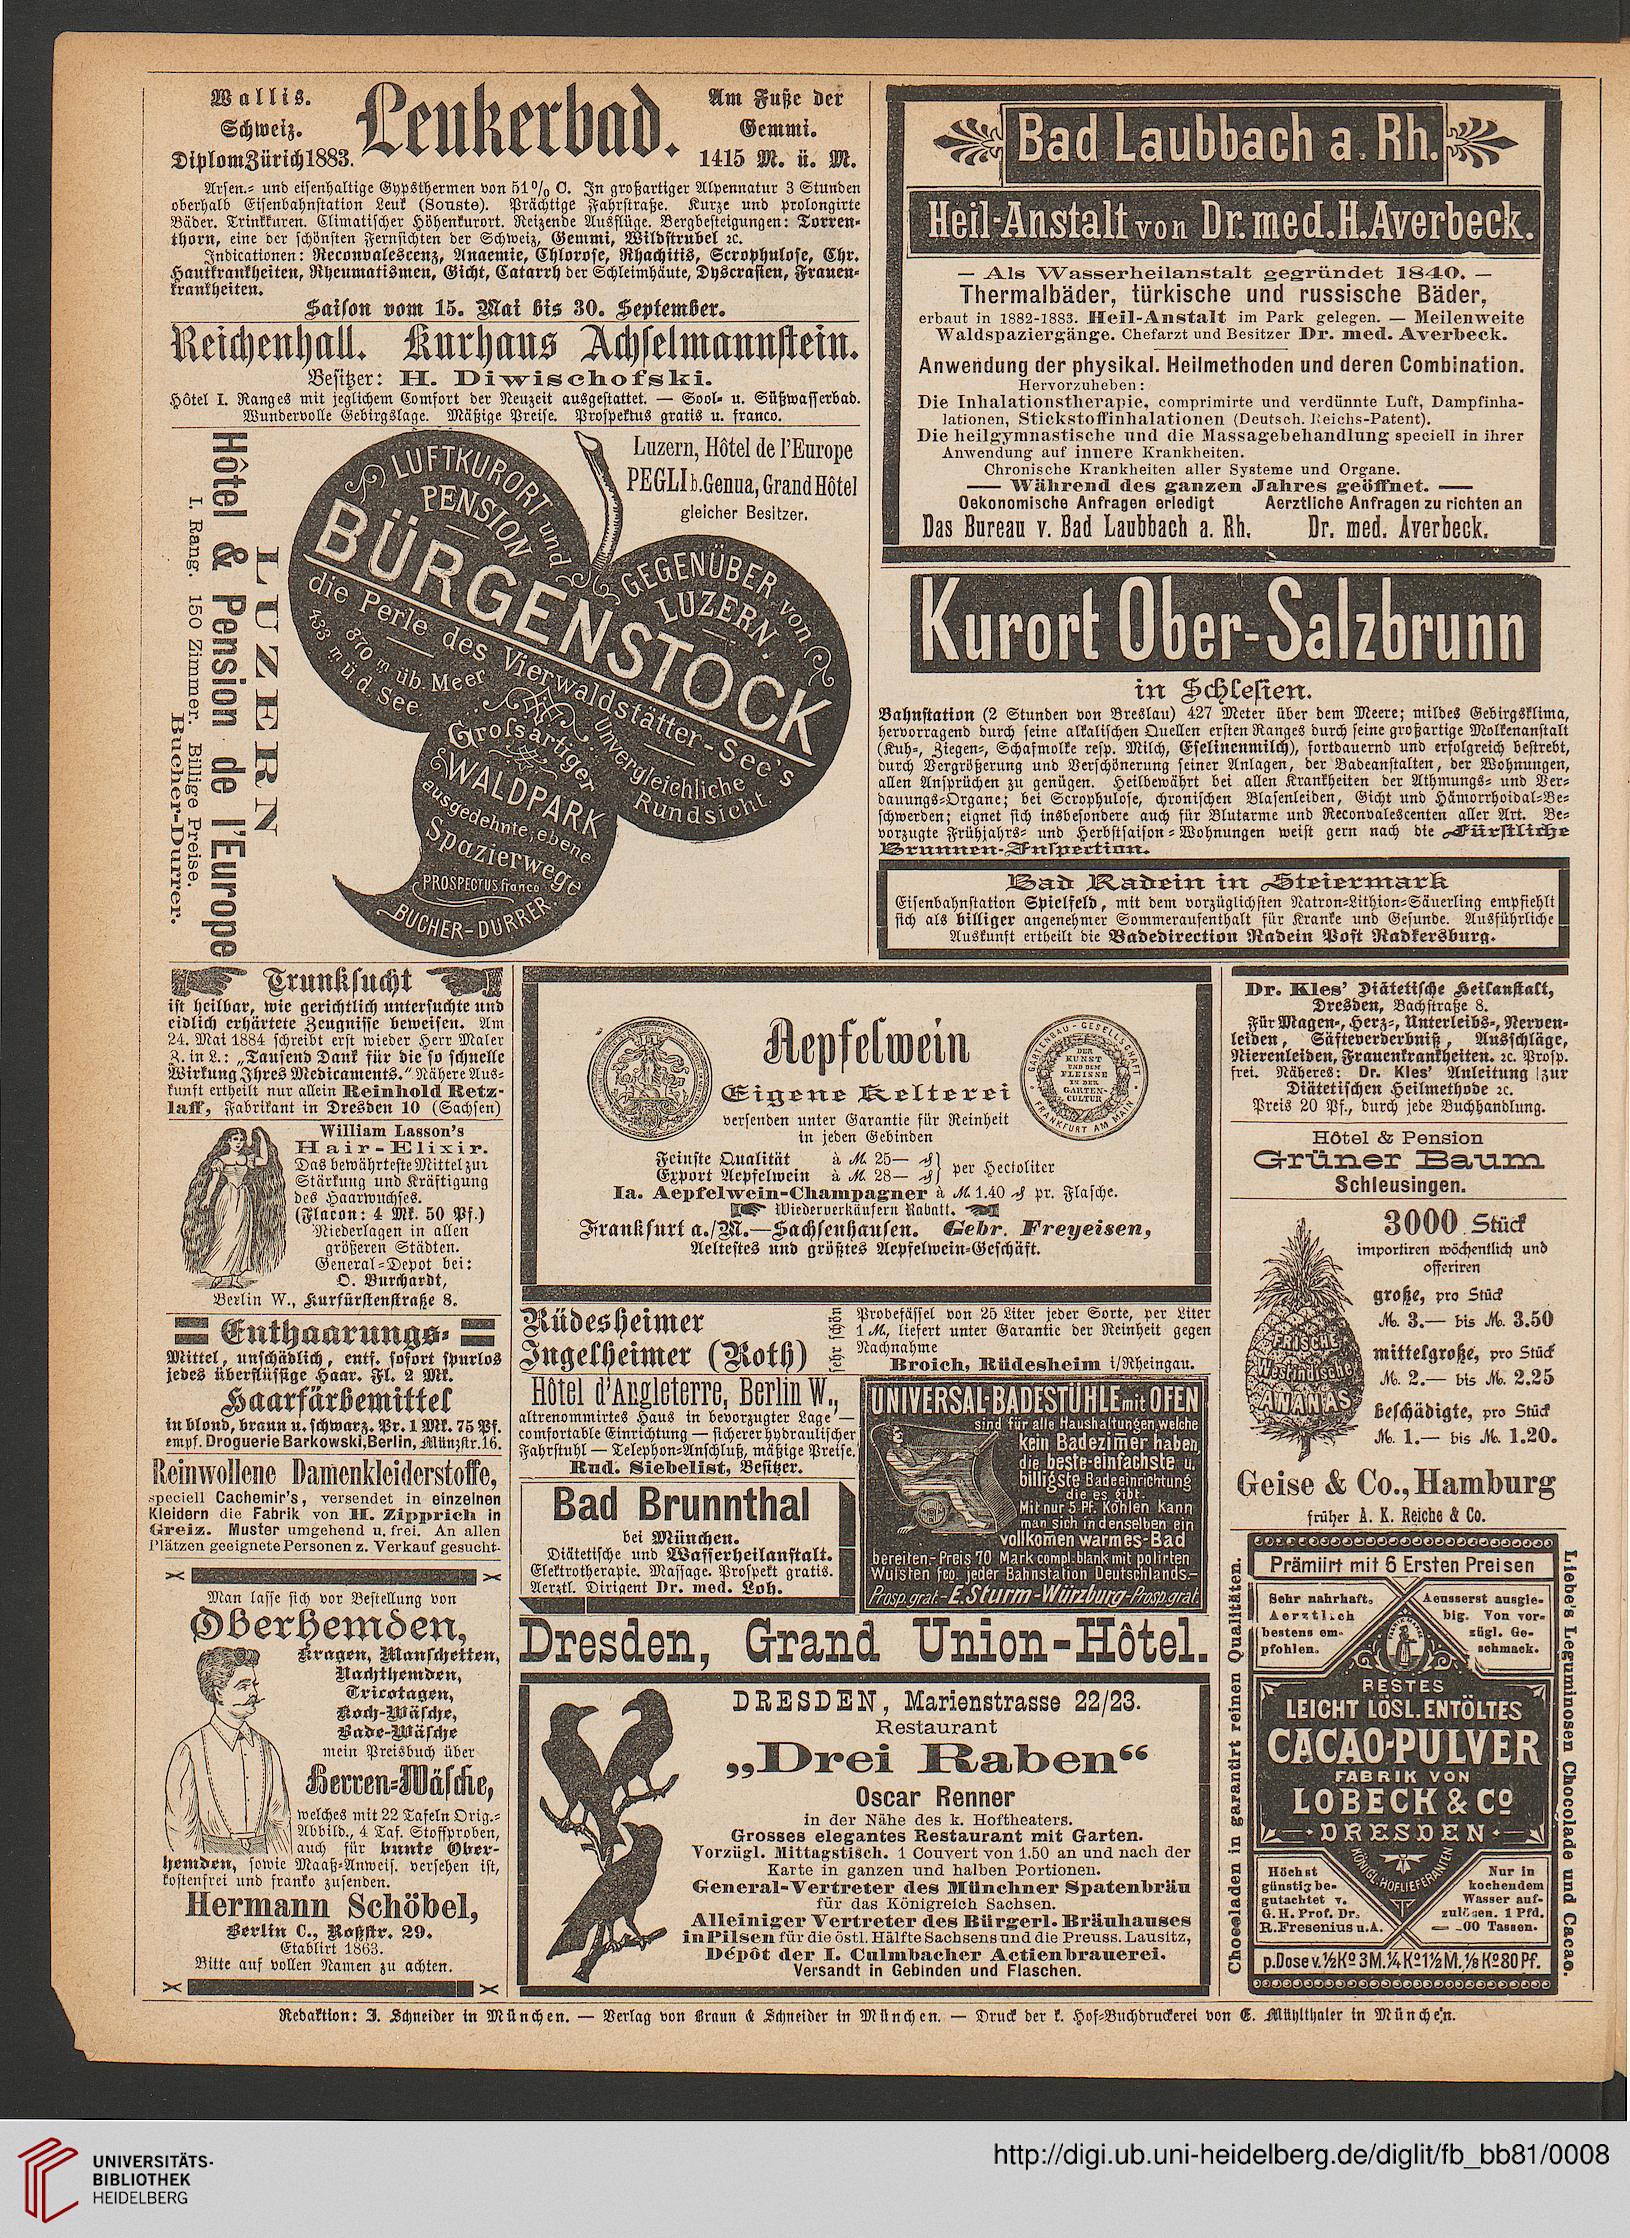 Wallis.
Schweiz.
Diplom Zürich 1883.
Leukerbad.
Am Fuße der
Gemmi.
1415 M. ü. M.
Arsen.- und eisenhaltige Gypsthermen von 51% C. In großartiger Alpennatur 3 Stunden
oberhalb Eisenbahnstation Leuk (Souste). Prächtige Fahrstraße. Kurze und prolongirte
Bäder. Trinkkuren. Climatischer Höhenkurort. Reizende Ausflüge. Bergbesteigungen: Torren-
thorn, eine der schönsten Fernsichten der Schweiz, Gemmi, Wildstrubel ꝛc.
Indicationen: Reconvalescenz, Anaemie, Chlorose, Rhachitis, Scrophulose, Chr.
Hautkrankheiten, Rheumatismen, Gicht, Catarrh der Schleimhäute, Dyscrasien, Frauen-
krankheiten.
Saison vom 15. Mai bis 30. September.
Reichenhall. Kurhaus Achselmannstein.
Besitzer: H. Diwischofski.
Hôtel I. Ranges mit jeglichem Comfort der Neuzeit ausgestattet. — Sool- u. Süßwasserbad.
Wundervolle Gebirgslage. Mäßige Preise. Prospektus gratis u. franco.
LUZERN
Hôtel & Pension de l'Europe
I. Rang. 150 Zimmer. Billige Preise.
Bucher-Durrer.
Luzern, Hôtel de l'Europe
PEGLI b. Genua, Grand Hôtel
gleicher Besitzer.
LUFTKURORT und
PENSION
GEGENÜBER von
LUZERN.
BÜRGENSTOCK
die Perle des Vierwaldstätter-See's
870 m. üb. Meer
433 m ü. d. See.
Grofsartiger
WALDPARK
ausgedehnte, ebene
Spazierwege
Unvergleichliche
Rundsicht.
PROSPECTUS franco
BUCHER-DURRER.
Bad Laubbach a. Rh.
Heil-Anstalt von Dr. med. H. Averbeck.
— Als Wasserheilanstalt gegründet 1840. —
Thermalbäder, türkische und russische Bäder,
erbaut in 1882-1883. Heil-Anstalt im Park gelegen. — Meilenweite
Waldspaziergänge. Chefarzt und Besitzer Dr. med. Averbeck.
Anwendung der physikal. Heilmethoden und deren Combination.
Hervorzuheben:
Die Inhalationstherapie, comprimirte und verdünnte Luft, Dampfinha-
lationen, Stickstoffinhalationen (Deutsch. Reichs-Patent).
Die heilgymnastische und die Massagebehandlung speciell in ihrer
Anwendung auf innere Krankheiten.
Chronische Krankheiten aller Systeme und Organe.
— Während des ganzen Jahres geöffnet. —
Oekonomische Anfragen erledigt Aerztliche Anfragen zu richten an
Das Bureau v. Bad Laubbach a. Rh. Dr. med. Averbeck.
Kurort Ober-Salzbrunn
in Schlesien.
Bahnstation (2 Stunden von Breslau) 427 Meter über dem Meere; mildes Gebirgsklima,
hervorragend durch seine alkalischen Quellen ersten Ranges durch seine großartige Molkenanstalt
(Kuh-, Ziegen-, Schafmolke resp. Milch, Eselinenmilch), fortdauernd und erfolgreich bestrebt,
durch Vergrößerung und Verschönerung seiner Anlagen, der Badeanstalten, der Wohnungen,
allen Ansprüchen zu genügen. Heilbewährt bei allen Krankheiten der Athmungs- und Ver-
dauungs-Organe; bei Scrophulose, chronischen Blasenleiden, Gicht und Hämorrhoidal-Be-
schwerden; eignet sich insbesondere auch für Blutarme und Reconvalescenten aller Art. Be-
vorzugte Frühjahrs- und Herbstsaison-Wohnungen weist gern nach die Fürstliche
Brunnen-Inspection.
Bad Radein in Steiermark
Eisenbahnstation Spielfeld, mit dem vorzüglichsten Natron-Lithion-Säuerling empfiehlt
sich als billiger angenehmer Sommeraufenthalt für Kranke und Gesunde. Ausführliche
Auskunft ertheilt die Badedirection Radein Post Radkersburg.
Trunksucht
ist heilbar, wie gerichtlich untersuchte und
eidlich erhärtete Zeugnisse beweisen. Am
24. Mai 1884 schreibt erst wieder Herr Maler
R. in L.: „Tausend Dank für die so schnelle
Wirkung Ihres Medicaments.“ Nähere Aus-
kunft ertheilt nur allein Reinhold Retz-
laff, Fabrikant in Dresden 10 (Sachsen)
William Lasson's
Hair-Elixir.
Das bewährteste Mittel zur
Stärkung und Kräftigung
des Haarwuchses.
(Flacon: 4 Mk. 50 Pf.)
Niederlagen in allen
größeren Städten.
General-Depot bei:
O. Burchardt,
Berlin W., Kurfürstenstraße 8.
Enthaarungs-
Mittel, unschädlich, entf. sofort spurlos
jedes überflüssige Haar. Fl. 2 Mk.
Haarfärbemittel
in blond, braun u. schwarz. Pr. 1 Mk. 75 Pf.
empf. Droguerie Barkowski, Berlin, Münzstr. 16.
Reinwollene Damenkleiderstoffe,
speciell Cachemir's, versendet in einzelnen
Kleidern die Fabrik von H. Zipprich in
Greiz. Muster umgehend u. frei. An allen
Plätzen geeignete Personen z. Verkauf gesucht.
Man lasse sich vor Bestellung von
Oberhemden,
Kragen, Manschetten,
Nachthemden,
Tricotagen,
Koch-Wäsche,
Bade-Wäsche
mein Preisbuch über
Herren-Wäsche,
welches mit 22 Tafeln Orig.-
Abbild., 4 Taf. Stoffproben,
auch für bunte Ober-
hemden, sowie Maaß-Anweis. versehen ist,
kostenfrei und franko zusenden.
Hermann Schöbel,
Berlin C., Roßstr. 29.
Etablirt 1863.
Bitte auf vollen Namen zu achten.
Aepfelwein
GARTENBAU-GESELLSCHAFT
FRANKFURT AM MAIN
DER
KUNST
UND DEM
FLEISSE
IN DER
GARTEN-
CULTUR
Eigene Kelterei
versenden unter Garantie für Reinheit
in jeden Gebinden
Feinste Qualität à M. 25—
Export Aepfelwein à M. 28—
per Hectoliter
Ia. Aepfelwein-Champagner à M. 1.40 pr. Flasche.
Wiederverkäufern Rabatt.
Frankfurt a./M.—Sachsenhausen. Gebr. Freyeisen,
Aeltestes und größtes Aepfelwein-Geschäft.
Rüdesheimer
Ingelheimer (Roth)
sehr schön
Probefässel von 25 Liter jeder Sorte, per Liter
1 M., liefert unter Garantie der Reinheit gegen
Nachnahme
Broich, Rüdesheim i/Rheingau.
Hôtel d'Angleterre, Berlin W.,
altrenommirtes Haus in bevorzugter Lage —
comfortable Einrichtung — sicherer hydraulischer
Fahrstuhl — Telephon-Anschluß, mäßige Preise.
Rud. Siebelist, Besitzer.
Bad Brunnthal
bei München.
Diätetische und Wasserheilanstalt.
Elektrotherapie. Massage. Prospekt gratis.
Aerztl. Dirigent Dr. med. Loh.
UNIVERSAL-BADESTÜHLE mit OFEN
sind für alle Haushaltungen, welche
kein Badezimmer haben,
die beste-einfachste u.
billigste Badeeinrichtung
die es gibt.
Mit nur 5 Pf. Kohlen kann
man sich in denselben ein
vollkomen warmes-Bad
bereiten.- Preis 70 Mark compl. blank mit polirten
Wulsten fco. jeder Bahnstation Deutschlands.-
Prosp. grat.- E. Sturm - Würzburg - Prosp. grat.
Dresden, Grand Union-Hôtel.
DRESDEN, Marienstrasse 22/23.
Restaurant
„Drei Raben“
Oscar Renner
in der Nähe des k. Hoftheaters.
Grosses elegantes Restaurant mit Garten.
Vorzügl. Mittagstisch. 1 Couvert von 1.50 an und nach der
Karte in ganzen und halben Portionen.
General-Vertreter des Münchner Spatenbräu
für das Königreich Sachsen.
Alleiniger Vertreter des Bürgerl. Bräuhauses
in Pilsen für die östl. Hälfte Sachsens und die Preuss. Lausitz,
Dépôt der I. Culmbacher Actienbrauerei.
Versandt in Gebinden und Flaschen.
Dr. Kles' Diätetische Heilanstalt,
Dresden, Bachstraße 8.
Für Magen-, Herz-, Unterleibs-, Nerven-
leiden, Säfteverderbniß, Ausschläge,
Nierenleiden, Frauenkrankheiten. ꝛc. Prosp.
frei. Näheres: Dr. Kles' Anleitung zur
Diätetischen Heilmethode ꝛc.
Preis 20 Pf., durch jede Buchhandlung.
Hôtel & Pension
Grüner Baum
Schleusingen.
3000 Stück
importiren wöchentlich und
offeriren
große, pro Stück
M. 3.— bis M. 3.50
mittelgroße, pro Stück
M. 2.— bis M. 2.25
beschädigte, pro Stück
M. 1.— bis M. 1.20.
FRISCHE
Westindische
ANANAS
Geise & Co., Hamburg
früher A. K. Reiche & Co.
Chocoladen in garantirt reinen Qualitäten.
Prämiirt mit 6 Ersten Preisen
Sehr nahrhaft.
Aerztlich
bestens em-
pfohlen.
Aeusserst ausgie-
big. Von vor-
zügl. Ge-
schmack.
BESTES
LEICHT LÖSL. ENTÖLTES
CACAO-PULVER
FABRIK VON
LOBECK & Cº
DRESDEN
KÖNIGL. HOFLIEFERANTEN
Höchst
günstig be-
gutachtet v.
G. H. Prof. Dr.
R. Fresenius u. A.
Nur in
kochendem
Wasser auf-
zulösen. 1 Pfd.
00 Tassen.
p. Dose v. ½ Kº 3 M. ¼ Kº 1½ M. ⅛ Kº 80 Pf.
Liebe's Leguminosen Chocolade und Cacao.
Redaktion: J. Schneider in München. — Verlag von Braun & Schneider in München. — Druck der k. Hof-Buchdruckerei von E. Mühlthaler in München.
UNIVERSITÄTS-
BIBLIOTHEK
HEIDELBERG
http://digi.ub.uni-heidelberg.de/diglit/fb_bb81/0008